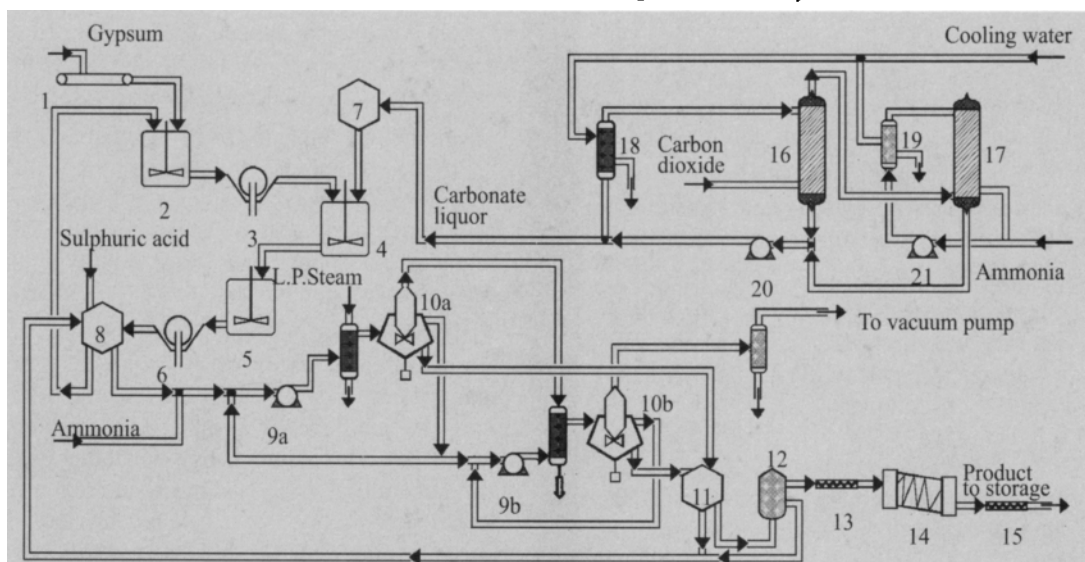 Gypsum
Cooling water
1
7
18
Carbon
dioxide
16
19
17
2
3
4
Carbonate
liquor
Sulphuric acid
L.P.Steam
10a
20
21
Ammonia
To vacuum pump
8
5
6
Ammonia
9a
10b
9b
11
12
13
14
Product
to storage
15